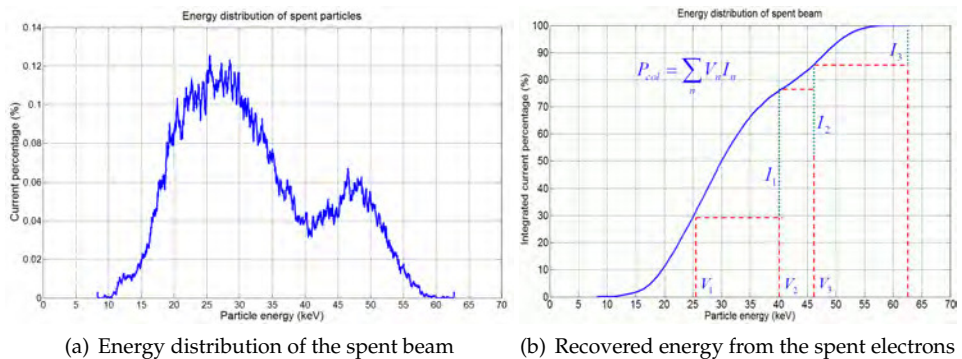 Energy distribution of spent particles
0.14
0.12
0.1
0.08
0.06
0.04
0.02
0
Current percentage (%)
0 5 10 15 20 25 30 35 40 45 50 55 60 65 70
Particle energy (keV)
(a) Energy distribution of the spent beam
Energy distribution of spent beam
100
90
80
70
60
50
40
30
20
10
0
Integrated current percentage (%)
P_col = ∑_n V_n I_n
I_3
I_2
I_1
V_1 V_2 V_3
0 5 10 15 20 25 30 35 40 45 50 55 60 65 70
Particle energy (keV)
(b) Recovered energy from the spent electrons